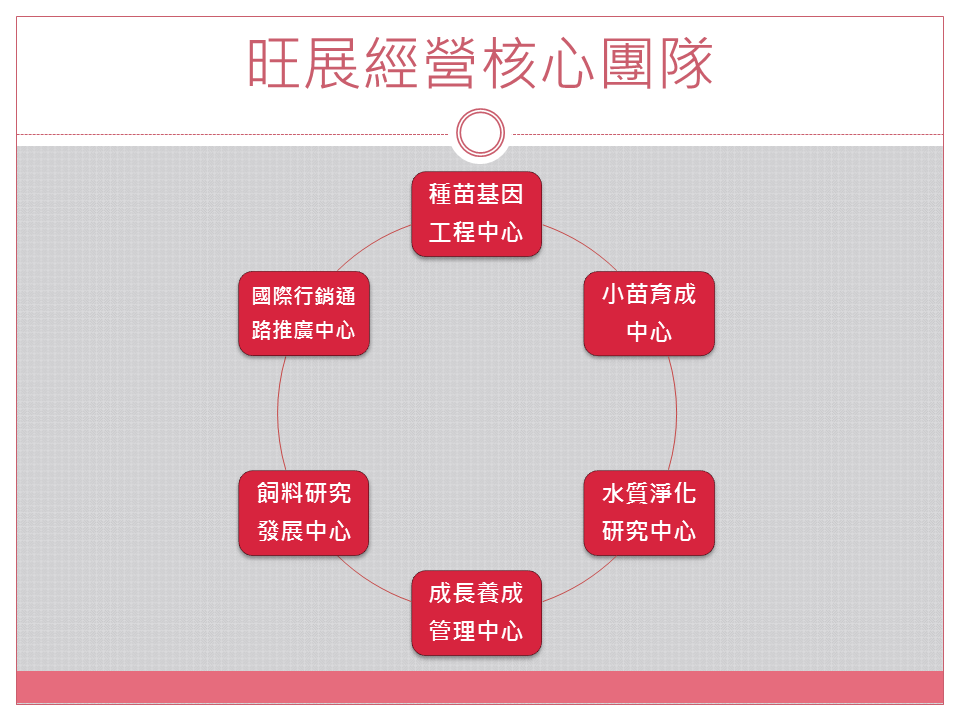 旺展經營核心團隊
種苗基因
工程中心
小苗育成
中心
水質淨化
研究中心
成長養成
管理中心
飼料研究
發展中心
國際行銷通
路推廣中心